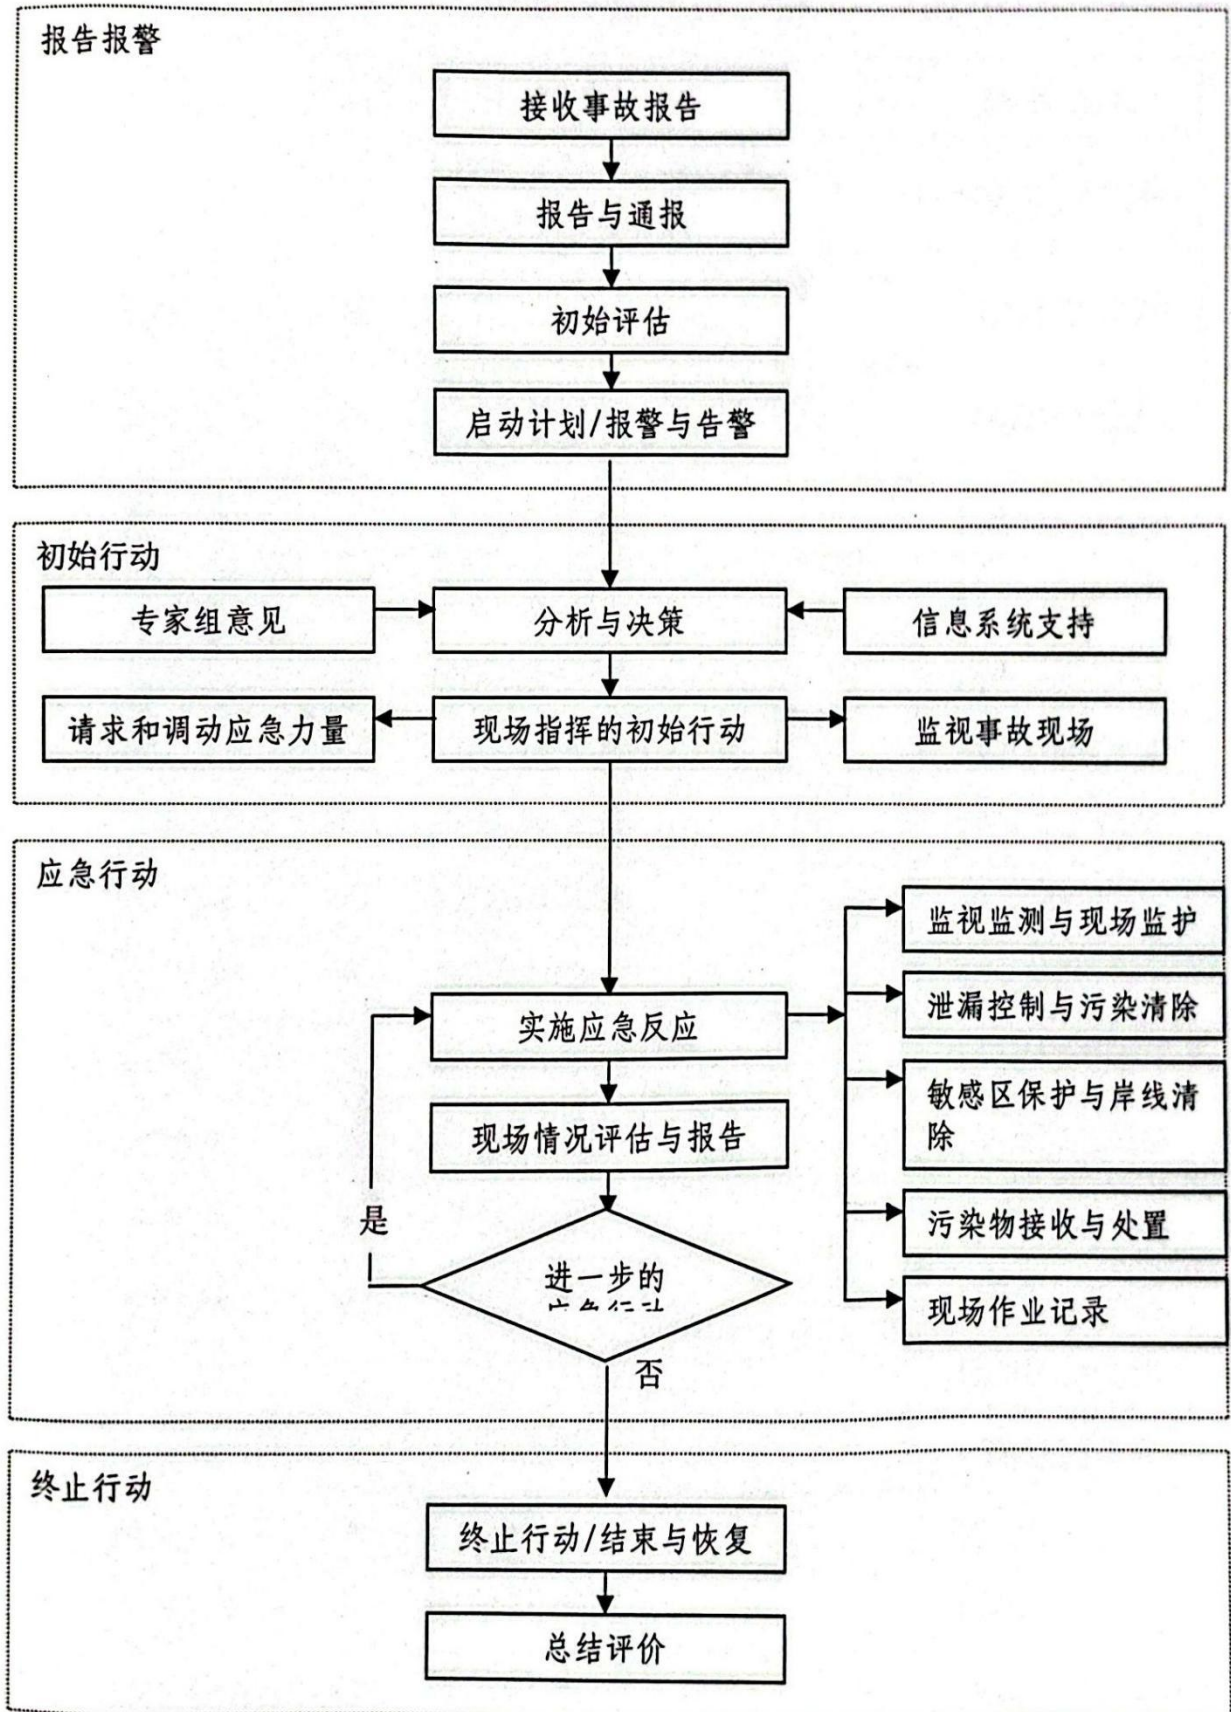 报告报警
接收事故报告
报告与通报
初始评估
启动计划/报警与告警
初始行动
专家组意见
分析与决策
信息系统支持
请求和调动应急力量
现场指挥的初始行动
监视事故现场
应急行动
监视监测与现场监护
泄漏控制与污染清除
实施应急反应
敏感区保护与岸线清
除
现场情况评估与报告
污染物接收与处置
是
进一步的
现场作业记录
否
终止行动
终止行动/结束与恢复
总结评价